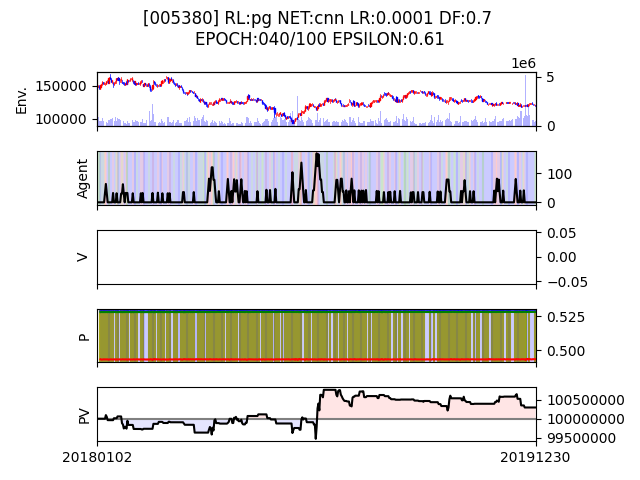 [005380] RL:pg NET:cnn LR:0.0001 DF:0.7
EPOCH:040/100 EPSILON:0.61
1e6
Env.
150000
100000
5
0
Agent
100
0
V
0.05
0.00
−0.05
P
0.525
0.500
PV
100500000
100000000
99500000
20180102
20191230